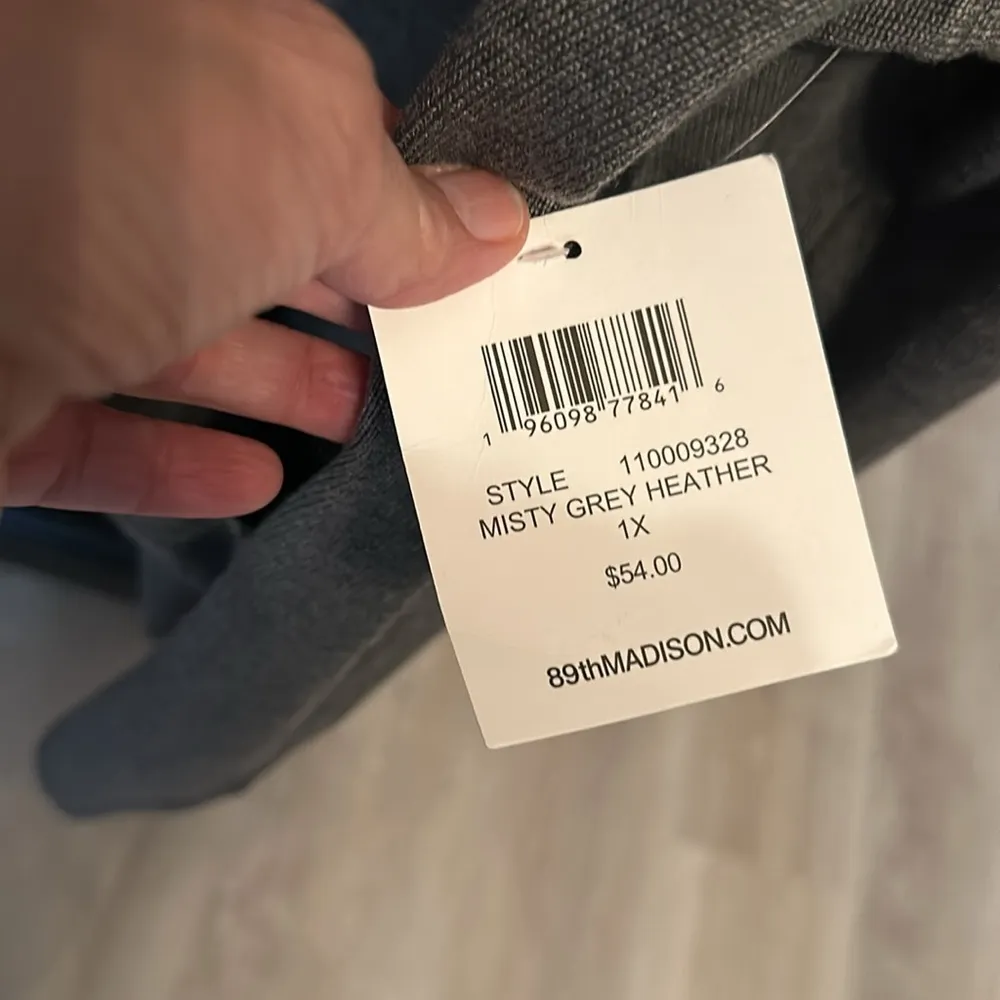 1 96098 77841 6
STYLE 110009328
MISTY GREY HEATHER
1X
$54.00
89thMADISON.COM